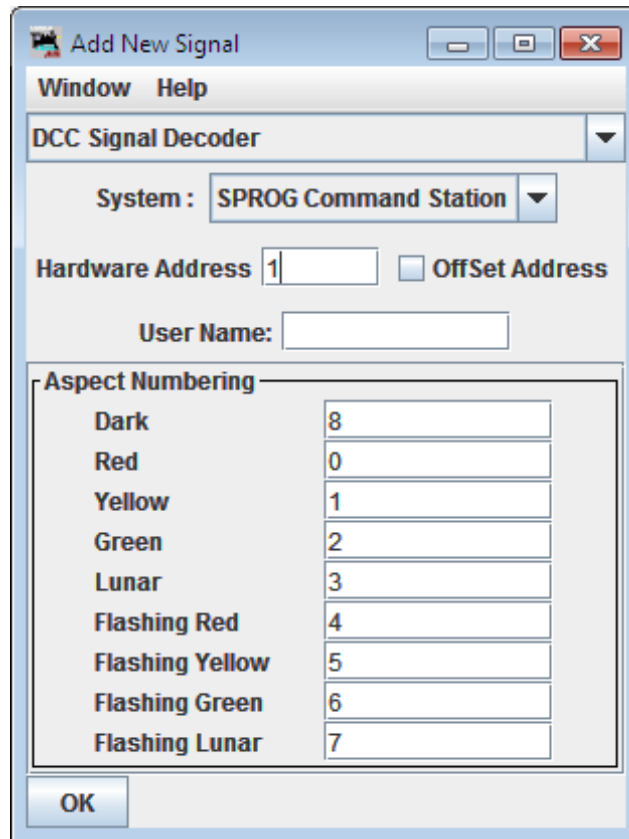 Add New Signal
Window Help
DCC Signal Decoder
System : SPROG Command Station
Hardware Address 1 OffSet Address
User Name:
Aspect Numbering
Dark 8
Red 0
Yellow 1
Green 2
Lunar 3
Flashing Red 4
Flashing Yellow 5
Flashing Green 6
Flashing Lunar 7
OK